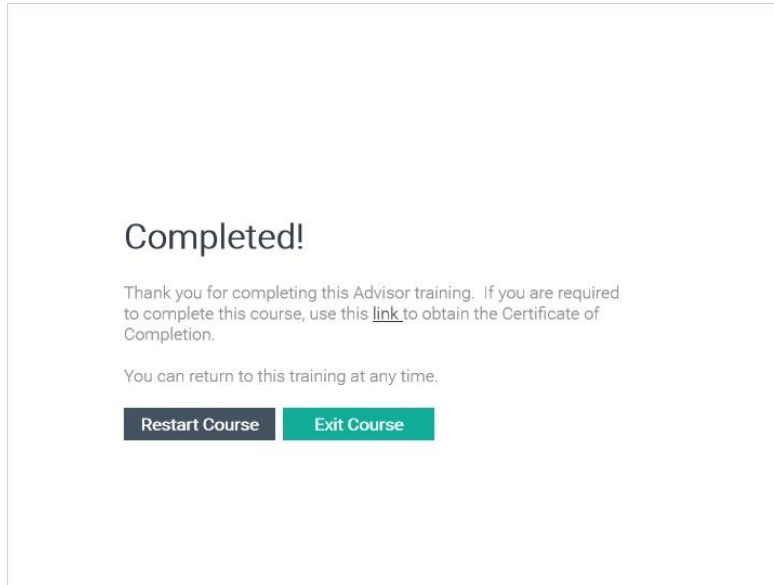 Completed!
Thank you for completing this Advisor training.  If you are required
to complete this course, use this link to obtain the Certificate of
Completion.
You can return to this training at any time.
Restart Course
Exit Course